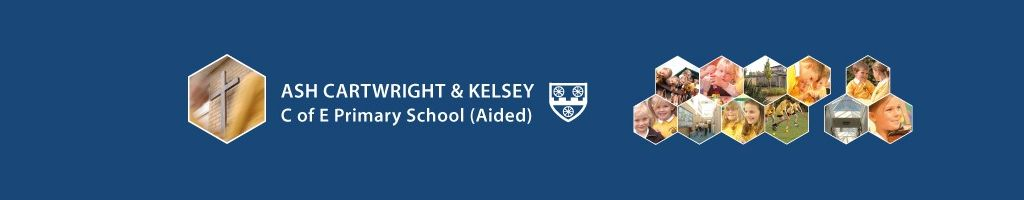 ASH CARTWRIGHT & KELSEY
C of E Primary School (Aided)